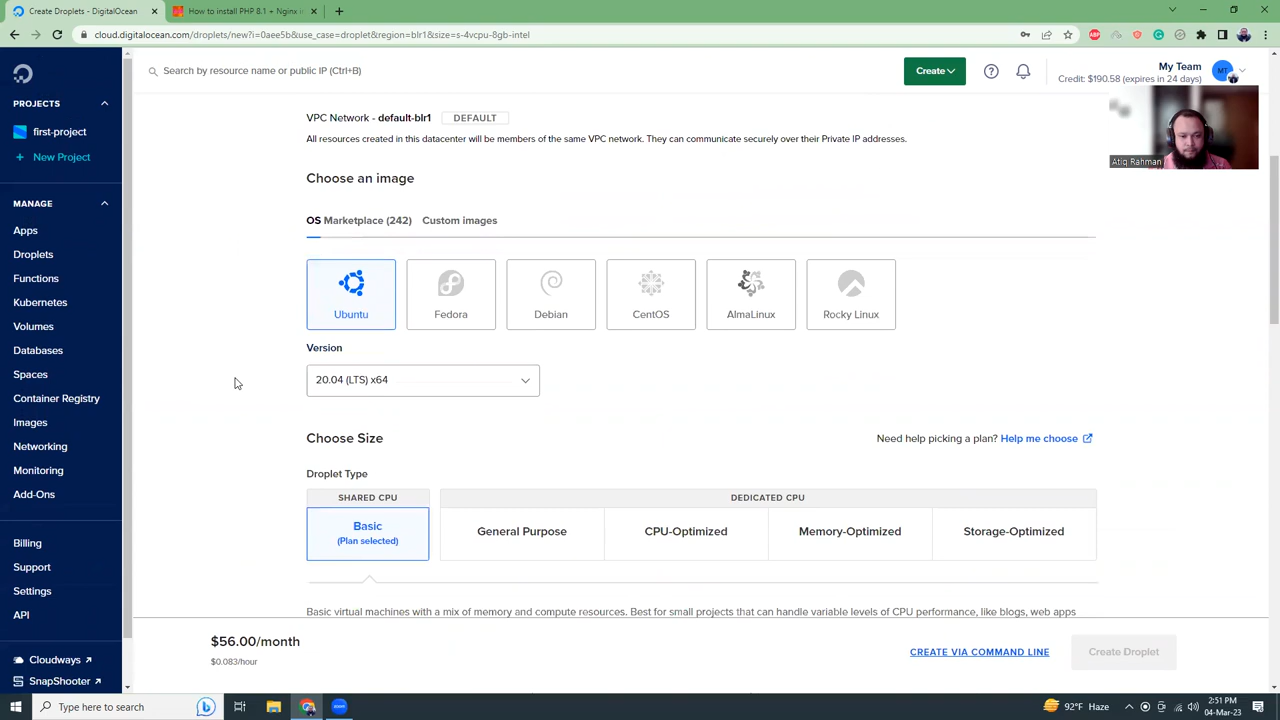 Create Droplets - DigitalOcean
Nginx 1
cloud.digitalocean.com/droplets/new?i=0aee5b&use_case=droplet&region=blr1&size=s-4vcpu-8gb-intel
Search by resource name or public IP (Ctrl+B)
Create
My Team
Credit: $190.58 (expires in 24 days)
MT
PROJECTS
first-project
+ New Project
MANAGE
Apps
Droplets
Functions
Kubernetes
Volumes
Databases
Spaces
Container Registry
Images
Networking
Monitoring
Add-Ons
Billing
Support
Settings
API
Cloudways
SnapShooter
VPC Network - default-blr1 DEFAULT
All resources created in this datacenter will be members of the same VPC network. They can communicate securely over their Private IP addresses.
Atiq Rahman
Choose an image
OS Marketplace (242) Custom images
Ubuntu Fedora Debian CentOS AlmaLinux Rocky Linux
Version
20.04 (LTS) x64
Choose Size
Need help picking a plan? Help me choose
Droplet Type
SHARED CPU DEDICATED CPU
Basic
(Plan selected)
General Purpose CPU-Optimized Memory-Optimized Storage-Optimized
Basic virtual machines with a mix of memory and compute resources. Best for small projects that can handle variable levels of CPU performance, like blogs, web apps
$56.00/month
$0.083/hour
CREATE VIA COMMAND LINE
Create Droplet
Type here to search
zoom
92°F Haze
2:51 PM
04-Mar-23